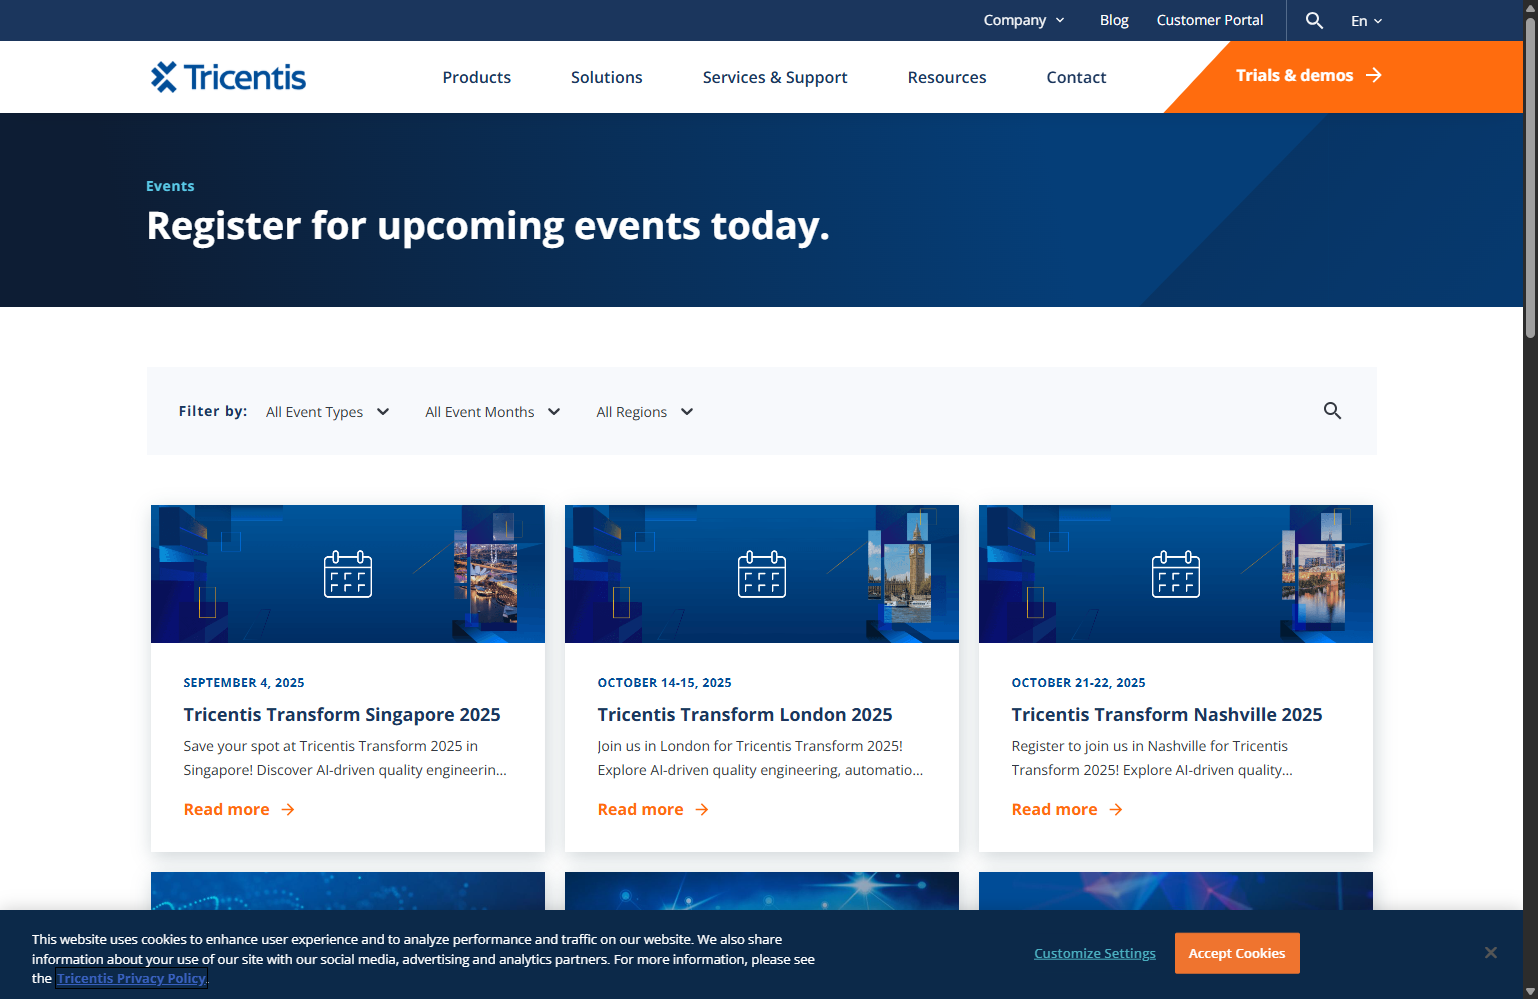 Company Blog Customer Portal En
Tricentis Products Solutions Services & Support Resources Contact Trials & demos
Events
Register for upcoming events today.
Filter by: All Event Types All Event Months All Regions
SEPTEMBER 4, 2025
Tricentis Transform Singapore 2025
Save your spot at Tricentis Transform 2025 in
Singapore! Discover AI-driven quality engineerin...
Read more
OCTOBER 14-15, 2025
Tricentis Transform London 2025
Join us in London for Tricentis Transform 2025!
Explore AI-driven quality engineering, automatio...
Read more
OCTOBER 21-22, 2025
Tricentis Transform Nashville 2025
Register to join us in Nashville for Tricentis
Transform 2025! Explore AI-driven quality...
Read more
This website uses cookies to enhance user experience and to analyze performance and traffic on our website. We also share
information about your use of our site with our social media, advertising and analytics partners. For more information, please see
the Tricentis Privacy Policy.
Customize Settings
Accept Cookies